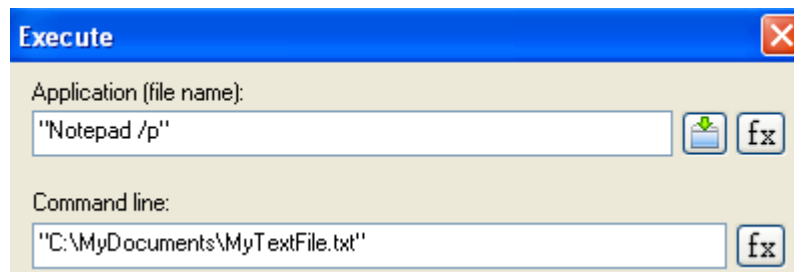 Execute
Application (file name):
"Notepad /p"
fx
Command line:
"C:\MyDocuments\MyTextFile.txt"
fx